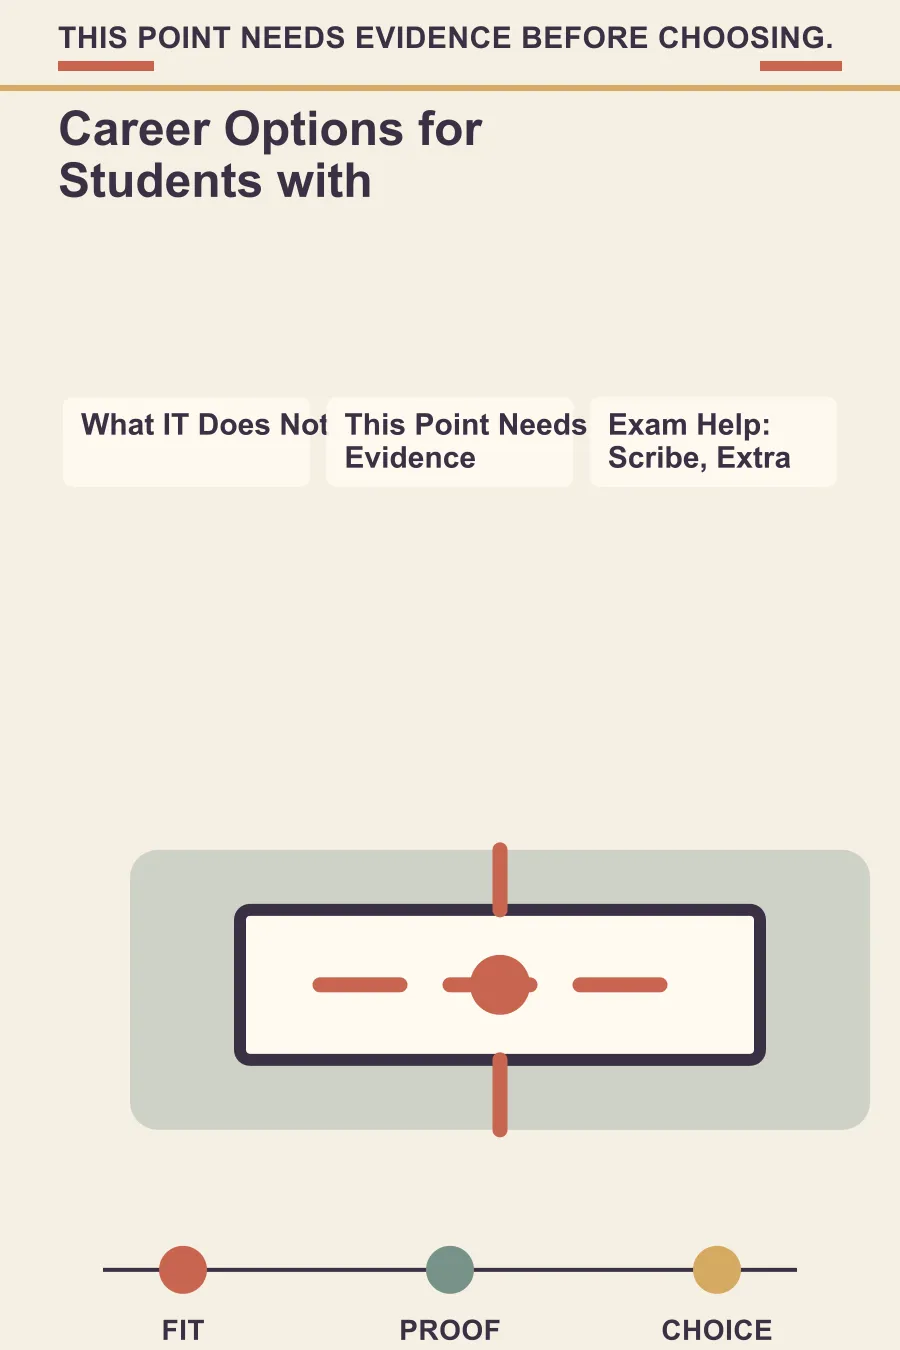 THIS POINT NEEDS EVIDENCE BEFORE CHOOSING.
Career Options for
Students with
What IT Does Not
This Point Needs
Evidence
Exam Help:
Scribe, Extra
FIT
PROOF
CHOICE